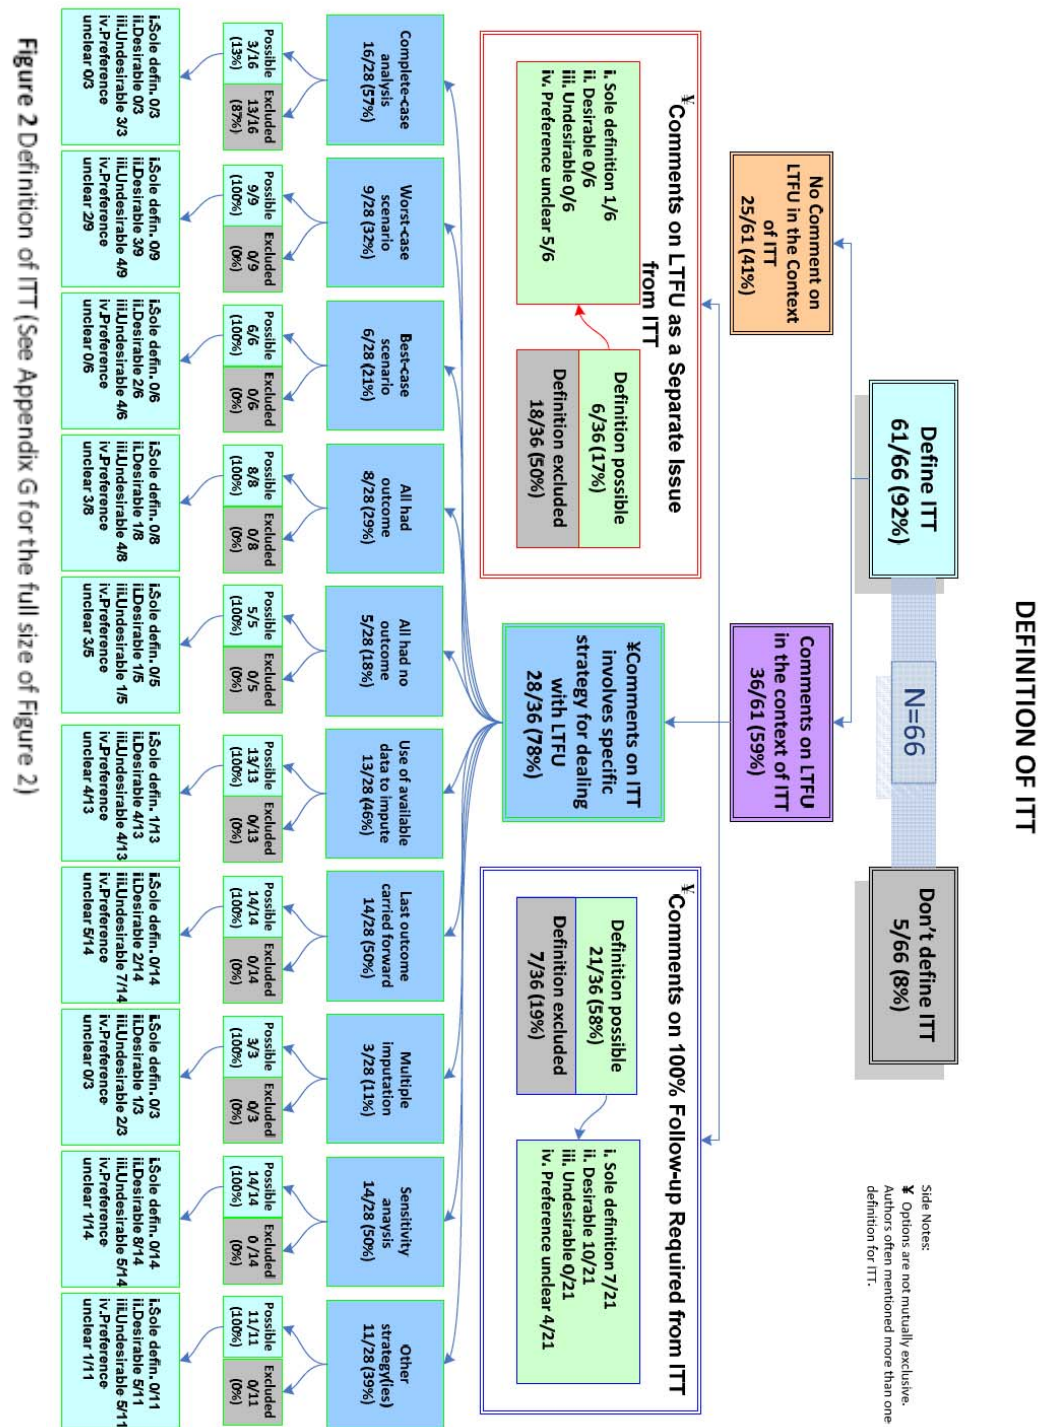 DEFINITION OF ITT
Define ITT
61/66 (92%)
N=66
Don't define ITT
5/66 (8%)
Side Notes:
¥ Options are not mutually exclusive.
Authors often mentioned more than one
definition for ITT.
No Comment on
LTFU in the Context
of ITT
25/61 (41%)
Comments on LTFU
in the context of ITT
36/61 (59%)
¥Comments on LTFU as a Separate Issue
from ITT
i. Sole definition 1/6
ii. Desirable 0/6
iii. Undesirable 0/6
iv. Preference unclear 5/6
Definition possible
6/36 (17%)
Definition excluded
18/36 (50%)
¥Comments on ITT
involves specific
strategy for dealing
with LTFU
28/36 (78%)
¥Comments on 100% Follow-up Required from ITT
Definition possible
21/36 (58%)
Definition excluded
7/36 (19%)
i. Sole definition 7/21
ii. Desirable 10/21
iii. Undesirable 0/21
iv. Preference unclear 4/21
Complete-case
analysis
16/28 (57%)
Possible
3/16
(13%)
Excluded
13/16
(87%)
i.Sole defin. 0/3
ii.Desirable 0/3
iii.Undesirable 3/3
iv.Preference
unclear 0/3
Worst-case
scenario
9/28 (32%)
Possible
9/9
(100%)
Excluded
0/9
(0%)
i.Sole defin. 0/9
ii.Desirable 3/9
iii.Undesirable 4/9
iv.Preference
unclear 2/9
Best-case
scenario
6/28 (21%)
Possible
6/6
(100%)
Excluded
0/6
(0%)
i.Sole defin. 0/6
ii.Desirable 2/6
iii.Undesirable 4/6
iv.Preference
unclear 0/6
All had
outcome
8/28 (29%)
Possible
8/8
(100%)
Excluded
0/8
(0%)
i.Sole defin. 0/8
ii.Desirable 1/8
iii.Undesirable 4/8
iv.Preference
unclear 3/8
All had no
outcome
5/28 (18%)
Possible
5/5
(100%)
Excluded
0/5
(0%)
i.Sole defin. 0/5
ii.Desirable 1/5
iii.Undesirable 1/5
iv.Preference
unclear 3/5
Use of available
data to impute
13/28 (46%)
Possible
13/13
(100%)
Excluded
0/13
(0%)
i.Sole defin. 1/13
ii.Desirable 4/13
iii.Undesirable 4/13
iv.Preference
unclear 4/13
Last outcome
carried forward
14/28 (50%)
Possible
14/14
(100%)
Excluded
0/14
(0%)
i.Sole defin. 0/14
ii.Desirable 2/14
iii.Undesirable 7/14
iv.Preference
unclear 5/14
Multiple
imputation
3/28 (11%)
Possible
3/3
(100%)
Excluded
0/3
(0%)
i.Sole defin. 0/3
ii.Desirable 1/3
iii.Undesirable 2/3
iv.Preference
unclear 0/3
Sensitivity
anaysis
14/28 (50%)
Possible
14/14
(100%)
Excluded
0/14
(0%)
i.Sole defin. 0/14
ii.Desirable 8/14
iii.Undesirable 5/14
iv.Preference
unclear 1/14
Other
strategy(ies)
11/28 (39%)
Possible
11/11
(100%)
Excluded
0/11
(0%)
i.Sole defin. 0/11
ii.Desirable 5/11
iii.Undesirable 5/11
iv.Preference
unclear 1/11
Figure 2 Definition of ITT (See Appendix G for the full size of Figure 2)